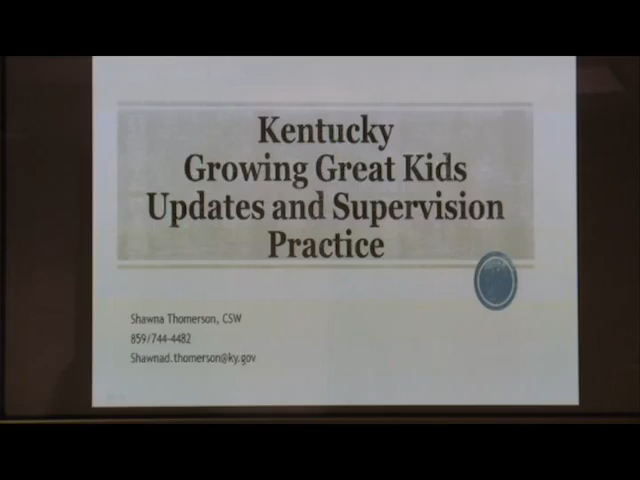 Kentucky
Growing Great Kids
Updates and Supervision
Practice
Shawna Thomerson, CSW
859/744-4482
Shawnad.thomerson@ky.gov